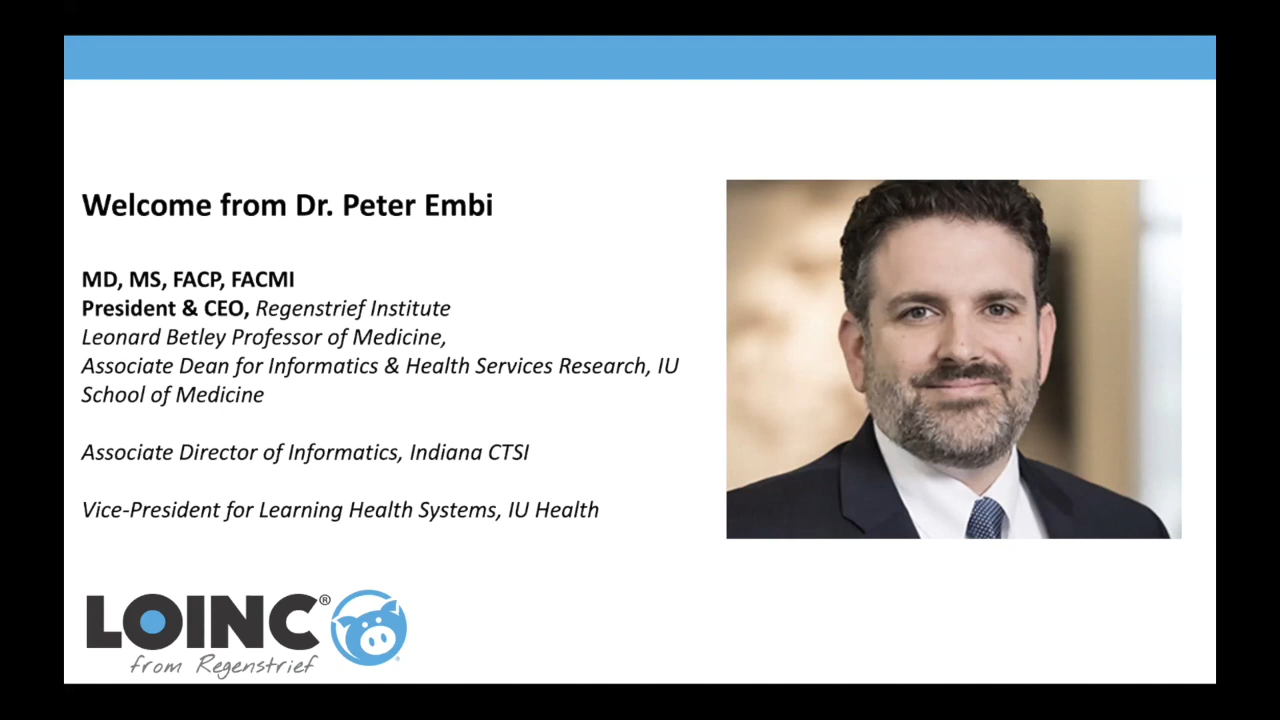 Welcome from Dr. Peter Embi
MD, MS, FACP, FACMI
President & CEO, Regenstrief Institute
Leonard Betley Professor of Medicine,
Associate Dean for Informatics & Health Services Research, IU
School of Medicine
Associate Director of Informatics, Indiana CTSI
Vice-President for Learning Health Systems, IU Health
LOINC®
from Regenstrief